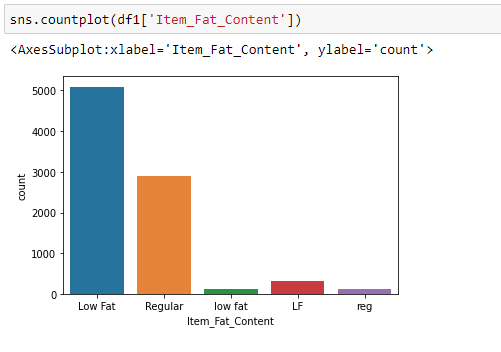 sns.countplot(df1['Item_Fat_Content'])
<AxesSubplot:xlabel='Item_Fat_Content', ylabel='count'>
5000
4000
3000
2000
1000
0
count
Low Fat Regular low fat LF reg
Item_Fat_Content